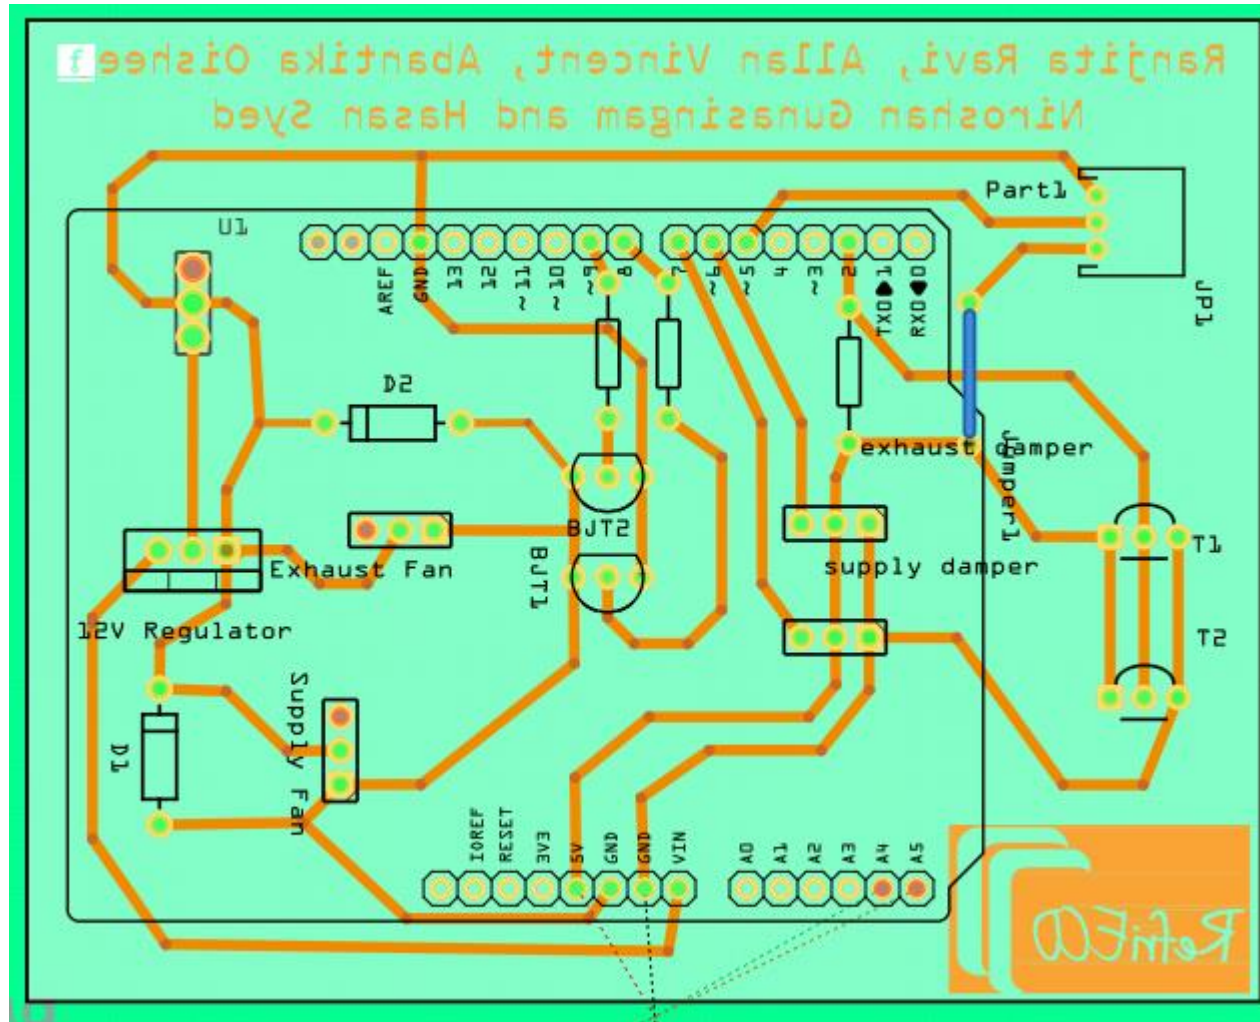 Ranjita Ravi, Allan Vincent, Abantika Oishee
Niroshan Gunasingam and Hasan Syed
f
Part1
U1
JP1
AREF
GND
13
12
~11
~10
~9
8
7
~6
~5
4
~3
2
TX0▶1
RX0◀0
D2
exhaust damper
Jumper1
BJT2
BJT1
T1
Exhaust Fan
supply damper
12V Regulator
T2
Supply Fan
D1
IOREF
RESET
3V3
5V
GND
GND
VIN
A0
A1
A2
A3
A4
A5
RefriECO